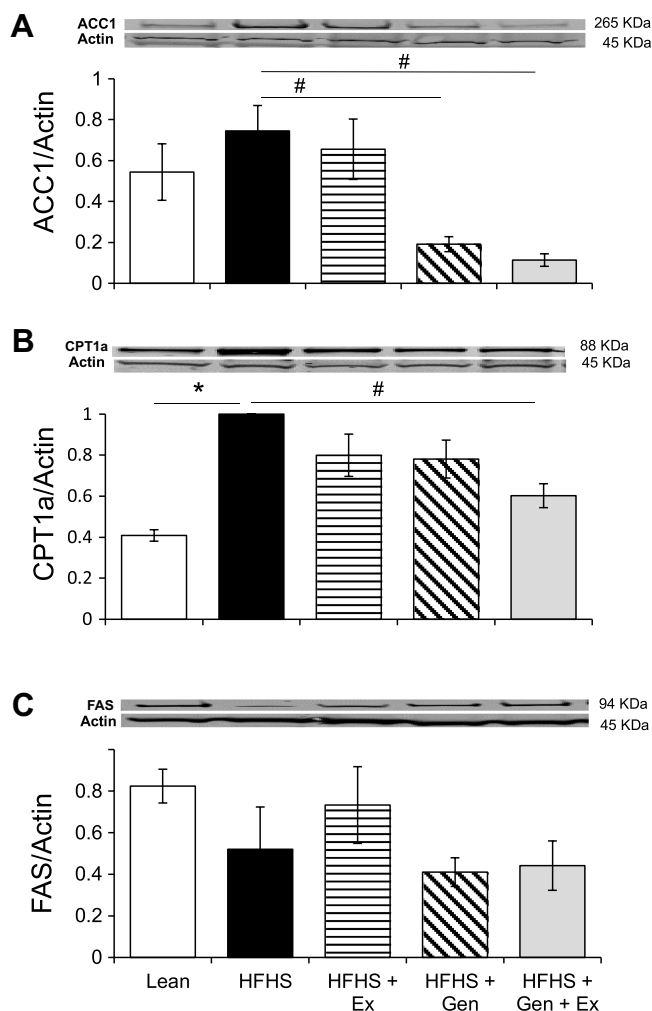 A
ACC1
265 KDa
Actin
45 KDa
#
#
1
0.8
0.6
0.4
0.2
0
ACC1/Actin
B
CPT1a
88 KDa
Actin
45 KDa
*
#
1
0.8
0.6
0.4
0.2
0
CPT1a/Actin
C
FAS
94 KDa
Actin
45 KDa
0.8
0.6
0.4
0.2
0
FAS/Actin
Lean
HFHS
HFHS +
Ex
HFHS +
Gen
HFHS +
Gen + Ex